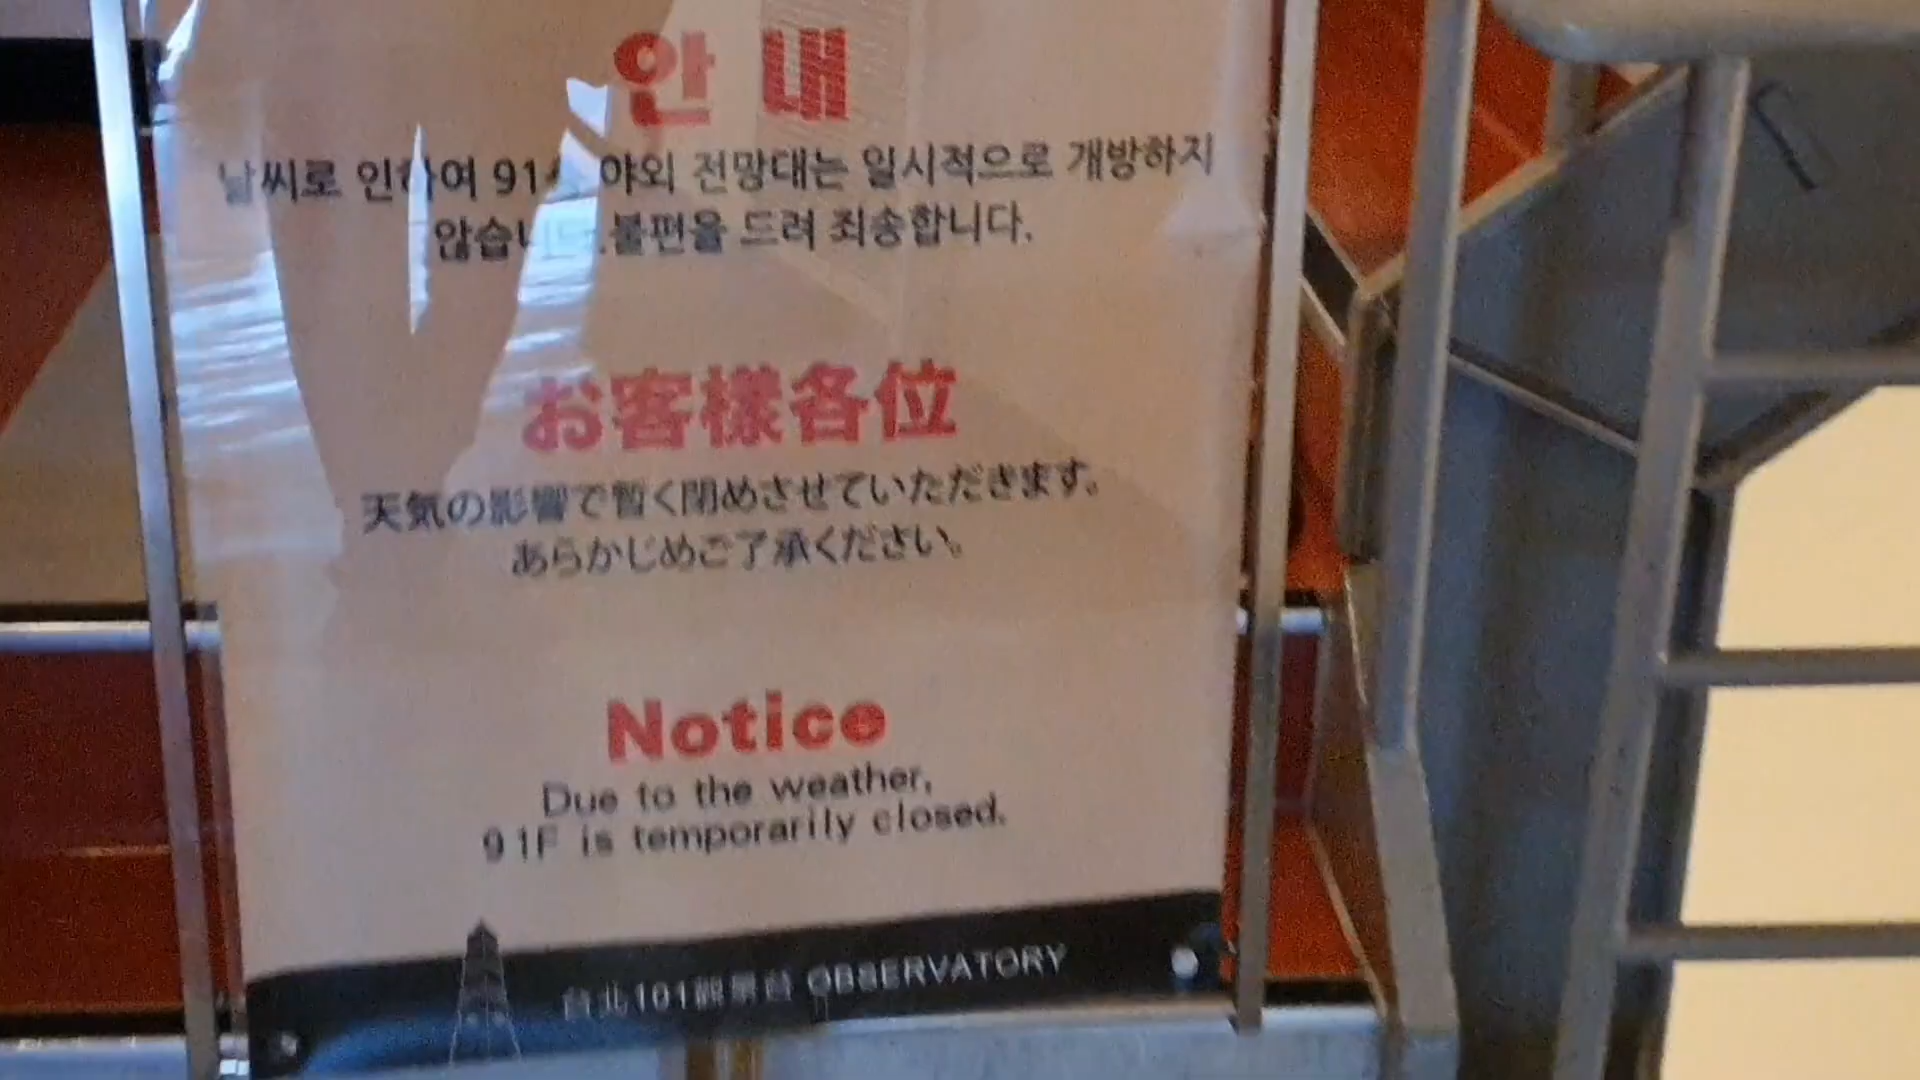 안 내
날씨로 인하여 91층 야외 전망대는 일시적으로 개방하지
않습니다.불편을 드려 죄송합니다.
お客様各位
天気の影響で暫く閉めさせていただきます。
あらかじめご了承ください。
Notice
Due to the weather,
91F is temporarily closed.
台北101觀景台 OBSERVATORY